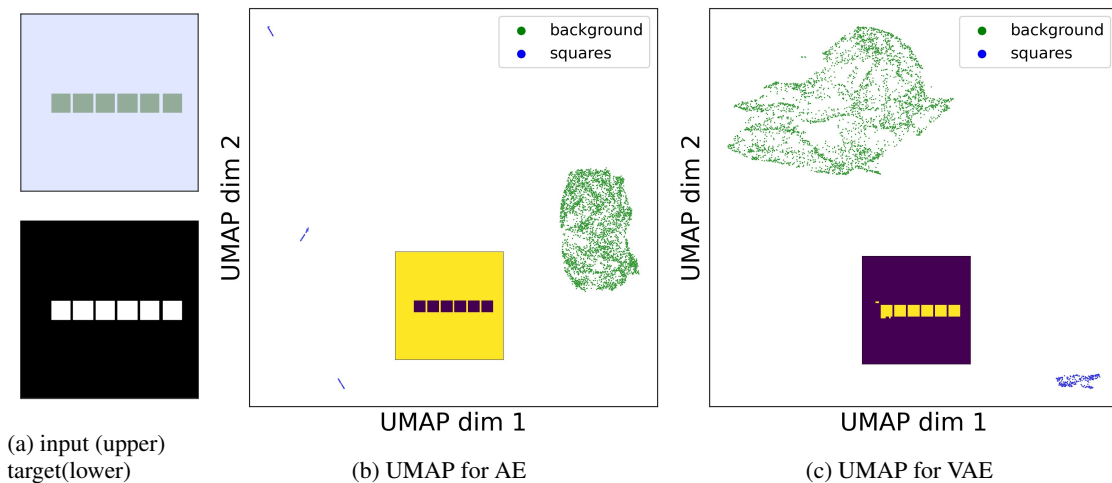 background
squares
UMAP dim 2
UMAP dim 1
background
squares
UMAP dim 2
UMAP dim 1
(a) input (upper)
target(lower)
(b) UMAP for AE
(c) UMAP for VAE